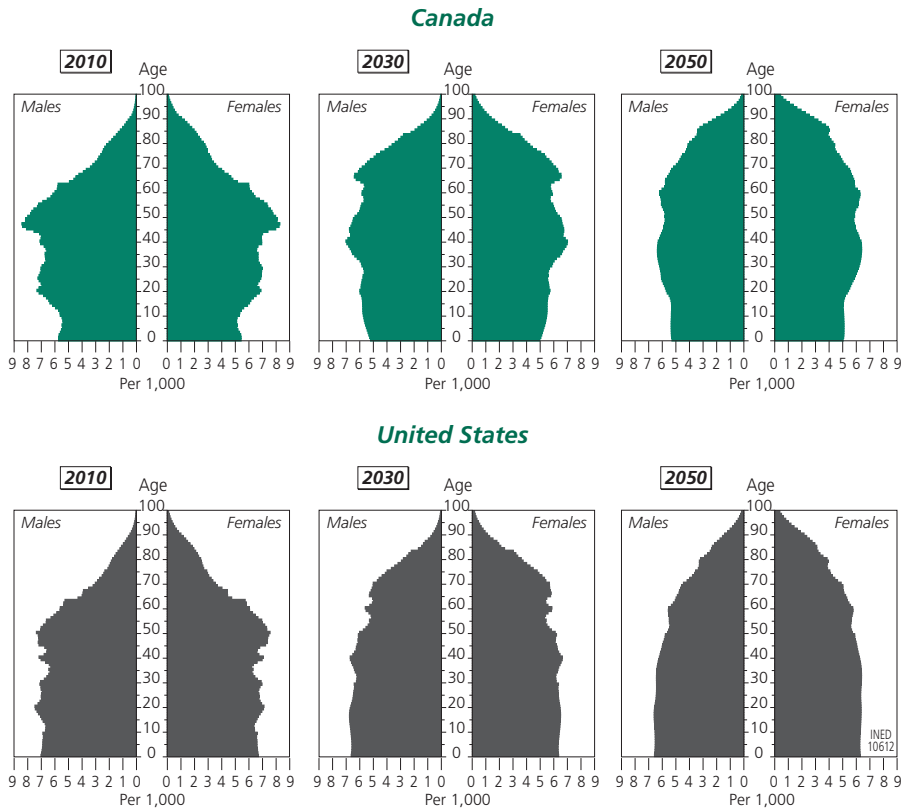 Canada
2010 2030 2050
Age Age Age
Males Females Males Females Males Females
100 100 100
90 90 90
80 80 80
70 70 70
60 60 60
50 50 50
40 40 40
30 30 30
20 20 20
10 10 10
0 0 0
9 8 7 6 5 4 3 2 1 0 0 1 2 3 4 5 6 7 8 9 9 8 7 6 5 4 3 2 1 0 0 1 2 3 4 5 6 7 8 9 9 8 7 6 5 4 3 2 1 0 0 1 2 3 4 5 6 7 8 9
Per 1,000 Per 1,000 Per 1,000
United States
2010 2030 2050
Age Age Age
100 100 100
Males Females Males Females Males Females
90 90 90
80 80 80
70 70 70
60 60 60
50 50 50
40 40 40
30 30 30
20 20 20
10 10 10
INED
10612
0 0 0
9 8 7 6 5 4 3 2 1 0 0 1 2 3 4 5 6 7 8 9 9 8 7 6 5 4 3 2 1 0 0 1 2 3 4 5 6 7 8 9 9 8 7 6 5 4 3 2 1 0 0 1 2 3 4 5 6 7 8 9
Per 1,000 Per 1,000 Per 1,000